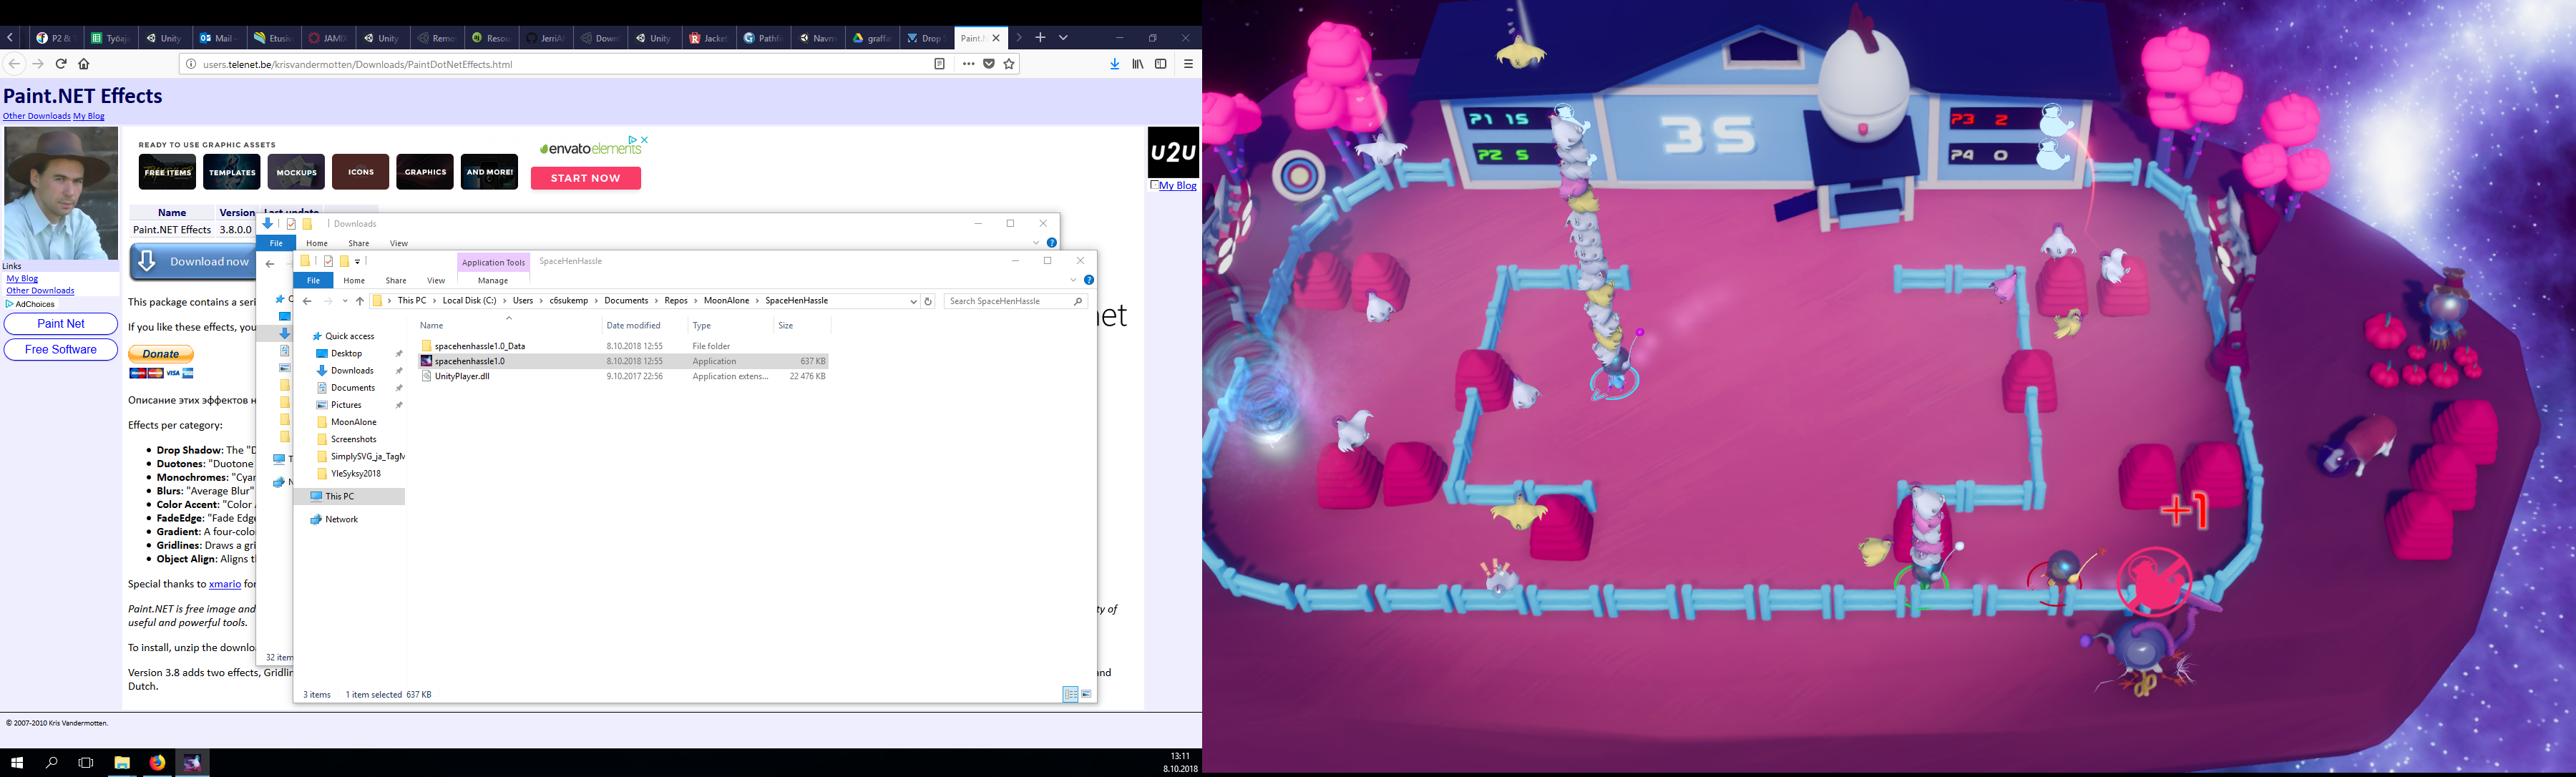 P2 &
Työaja
Unity
Mail -
Etusiv
JAMK
Unity
Remo
Resou
JerriAl
Down
Unity
Jacket
Pathfi
Navm
graffa
Drop S
Paint.N
users.telenet.be/krisvandermotten/Downloads/PaintDotNetEffects.html
Paint.NET Effects
Other Downloads My Blog
READY TO USE GRAPHIC ASSETS
FREE ITEMS
TEMPLATES
MOCKUPS
ICONS
GRAPHICS
AND MORE!
envatoelements
START NOW
U2U
My Blog
Name Version Last update
Paint.NET Effects 3.8.0.0
Download now
Links
My Blog
Other Downloads
AdChoices
Paint Net
Free Software
Donate
VISA
This package contains a seri
If you like these effects, you
Описание этих эффектов н
Effects per category:
Drop Shadow: The "D
Duotones: "Duotone
Monochromes: "Cyar
Blurs: "Average Blur"
Color Accent: "Color
FadeEdge: "Fade Edge
Gradient: A four-colo
Gridlines: Draws a gri
Object Align: Aligns th
Special thanks to xmario for
Paint.NET is free image and
ty of
useful and powerful tools.
To install, unzip the downlo
Version 3.8 adds two effects, Gridlin
and
Dutch.
© 2007-2010 Kris Vandermotten.
net
Downloads
File Home Share View
32 item
Application Tools SpaceHenHassle
File Home Share View Manage
This PC Local Disk (C:) Users c6sukemp Documents Repos MoonAlone SpaceHenHassle
Search SpaceHenHassle
Name Date modified Type Size
spacehenhassle1.0_Data 8.10.2018 12:55 File folder
spacehenhassle1.0 8.10.2018 12:55 Application 637 KB
UnityPlayer.dll 9.10.2017 22:56 Application extens... 22 476 KB
Quick access
Desktop
Downloads
Documents
Pictures
MoonAlone
Screenshots
SimplySVG_ja_TagM
YleSyksy2018
This PC
Network
3 items 1 item selected 637 KB
13:11
8.10.2018
P1 15
P2 5
35
P3 2
P4 0
+1